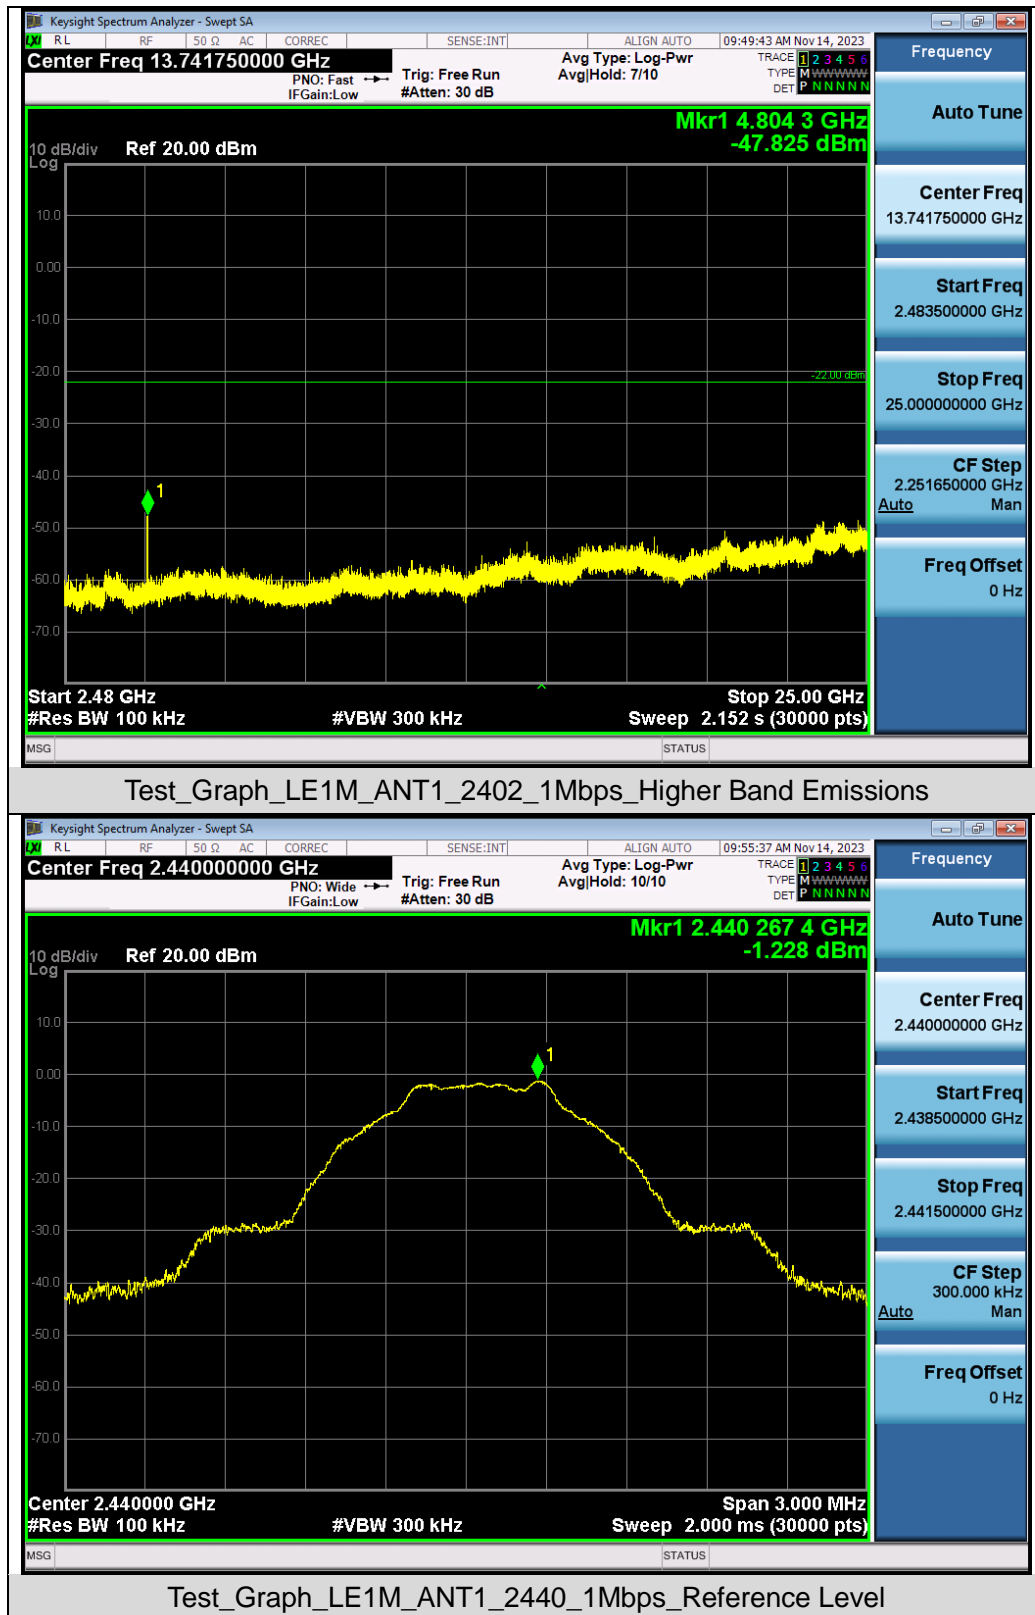 Keysight Spectrum Analyzer - Swept SA
LXI RL RF 50 Ω AC CORREC SENSE:INT ALIGN AUTO 09:49:43 AM Nov 14, 2023
Center Freq 13.741750000 GHz
PNO: Fast
IFGain:Low
Trig: Free Run
#Atten: 30 dB
Avg Type: Log-Pwr
Avg|Hold: 7/10
TRACE 1 2 3 4 5 6
TYPE M WWWWW
DET P N N N N N
Mkr1 4.804 3 GHz
-47.825 dBm
10 dB/div Ref 20.00 dBm
Log
10.0
0.00
-10.0
-20.0
-22.00 dBm
-30.0
-40.0
1
-50.0
-60.0
-70.0
Start 2.48 GHz Stop 25.00 GHz
#Res BW 100 kHz #VBW 300 kHz Sweep 2.152 s (30000 pts)
MSG STATUS
Frequency
Auto Tune
Center Freq
13.741750000 GHz
Start Freq
2.483500000 GHz
Stop Freq
25.000000000 GHz
CF Step
2.251650000 GHz
Auto Man
Freq Offset
0 Hz
Test_Graph_LE1M_ANT1_2402_1Mbps_Higher Band Emissions
Keysight Spectrum Analyzer - Swept SA
LXI RL RF 50 Ω AC CORREC SENSE:INT ALIGN AUTO 09:55:37 AM Nov 14, 2023
Center Freq 2.440000000 GHz
PNO: Wide
IFGain:Low
Trig: Free Run
#Atten: 30 dB
Avg Type: Log-Pwr
Avg|Hold: 10/10
TRACE 1 2 3 4 5 6
TYPE M WWWWW
DET P N N N N N
Mkr1 2.440 267 4 GHz
-1.228 dBm
10 dB/div Ref 20.00 dBm
Log
10.0
1
0.00
-10.0
-20.0
-30.0
-40.0
-50.0
-60.0
-70.0
Center 2.440000 GHz Span 3.000 MHz
#Res BW 100 kHz #VBW 300 kHz Sweep 2.000 ms (30000 pts)
MSG STATUS
Frequency
Auto Tune
Center Freq
2.440000000 GHz
Start Freq
2.438500000 GHz
Stop Freq
2.441500000 GHz
CF Step
300.000 kHz
Auto Man
Freq Offset
0 Hz
Test_Graph_LE1M_ANT1_2440_1Mbps_Reference Level